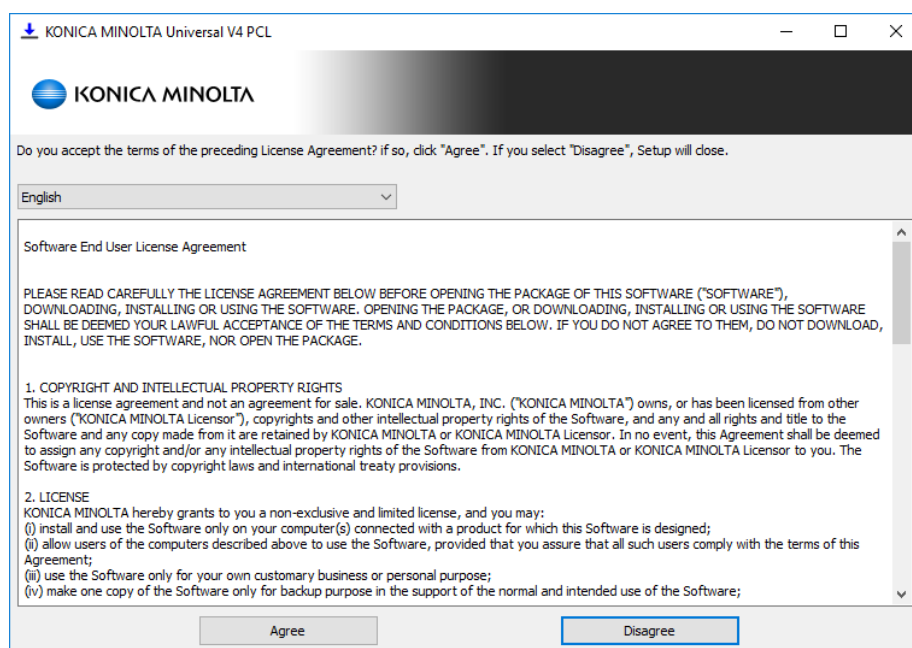 KONICA MINOLTA Universal V4 PCL
KONICA MINOLTA
Do you accept the terms of the preceding License Agreement? if so, click "Agree". If you select "Disagree", Setup will close.
English
Software End User License Agreement
PLEASE READ CAREFULLY THE LICENSE AGREEMENT BELOW BEFORE OPENING THE PACKAGE OF THIS SOFTWARE ("SOFTWARE"),
DOWNLOADING, INSTALLING OR USING THE SOFTWARE. OPENING THE PACKAGE, OR DOWNLOADING, INSTALLING OR USING THE SOFTWARE
SHALL BE DEEMED YOUR LAWFUL ACCEPTANCE OF THE TERMS AND CONDITIONS BELOW. IF YOU DO NOT AGREE TO THEM, DO NOT DOWNLOAD,
INSTALL, USE THE SOFTWARE, NOR OPEN THE PACKAGE.
1. COPYRIGHT AND INTELLECTUAL PROPERTY RIGHTS
This is a license agreement and not an agreement for sale. KONICA MINOLTA, INC. ("KONICA MINOLTA") owns, or has been licensed from other
owners ("KONICA MINOLTA Licensor"), copyrights and other intellectual property rights of the Software, and any and all rights and title to the
Software and any copy made from it are retained by KONICA MINOLTA or KONICA MINOLTA Licensor. In no event, this Agreement shall be deemed
to assign any copyright and/or any intellectual property rights of the Software from KONICA MINOLTA or KONICA MINOLTA Licensor to you. The
Software is protected by copyright laws and international treaty provisions.
2. LICENSE
KONICA MINOLTA hereby grants to you a non-exclusive and limited license, and you may:
(i) install and use the Software only on your computer(s) connected with a product for which this Software is designed;
(ii) allow users of the computers described above to use the Software, provided that you assure that all such users comply with the terms of this
Agreement;
(iii) use the Software only for your own customary business or personal purpose;
(iv) make one copy of the Software only for backup purpose in the support of the normal and intended use of the Software;
Agree
Disagree